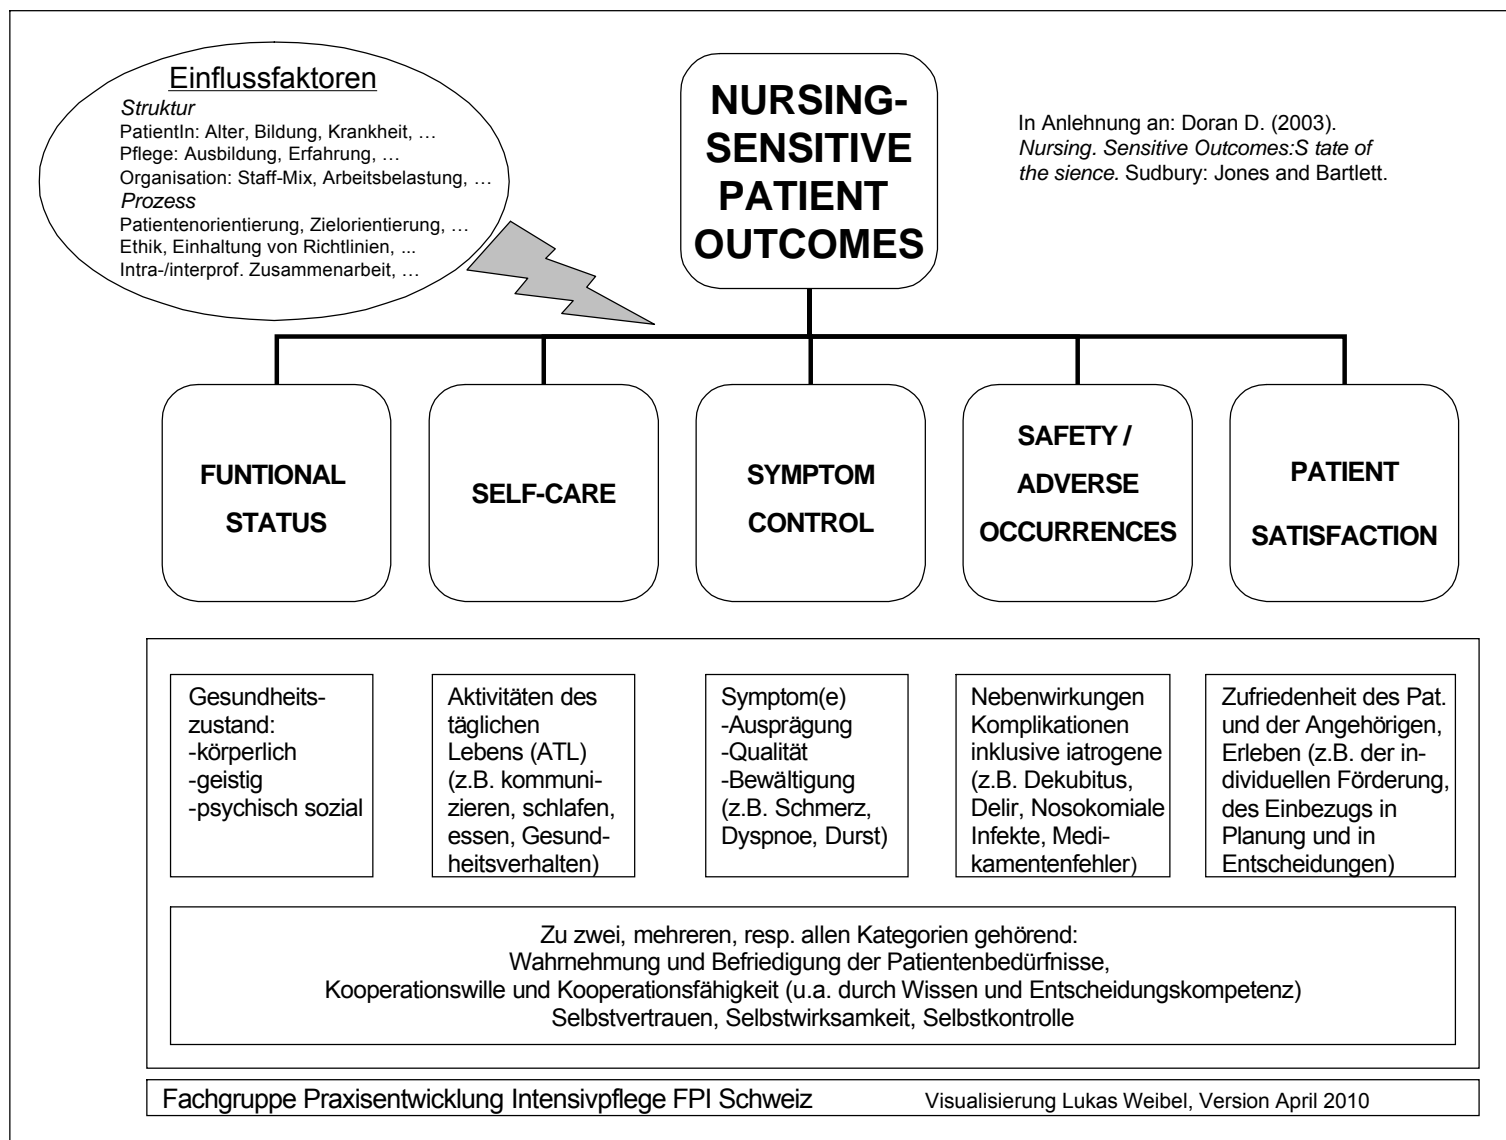 Einflussfaktoren
Struktur
PatientIn: Alter, Bildung, Krankheit, …
Pflege: Ausbildung, Erfahrung, …
Organisation: Staff-Mix, Arbeitsbelastung, …
Prozess
Patientenorientierung, Zielorientierung, …
Ethik, Einhaltung von Richtlinien, ...
Intra-/interprof. Zusammenarbeit, …
NURSING-
SENSITIVE
PATIENT
OUTCOMES
In Anlehnung an: Doran D. (2003).
Nursing. Sensitive Outcomes:S tate of
the sience. Sudbury: Jones and Bartlett.
FUNTIONAL
STATUS
SELF-CARE
SYMPTOM
CONTROL
SAFETY /
ADVERSE
OCCURRENCES
PATIENT
SATISFACTION
Gesundheits-
zustand:
-körperlich
-geistig
-psychisch sozial
Aktivitäten des
täglichen
Lebens (ATL)
(z.B. kommuni-
zieren, schlafen,
essen, Gesund-
heitsverhalten)
Symptom(e)
-Ausprägung
-Qualität
-Bewältigung
(z.B. Schmerz,
Dyspnoe, Durst)
Nebenwirkungen
Komplikationen
inklusive iatrogene
(z.B. Dekubitus,
Delir, Nosokomiale
Infekte, Medi-
kamentenfehler)
Zufriedenheit des Pat.
und der Angehörigen,
Erleben (z.B. der in-
dividuellen Förderung,
des Einbezugs in
Planung und in
Entscheidungen)
Zu zwei, mehreren, resp. allen Kategorien gehörend:
Wahrnehmung und Befriedigung der Patientenbedürfnisse,
Kooperationswille und Kooperationsfähigkeit (u.a. durch Wissen und Entscheidungskompetenz)
Selbstvertrauen, Selbstwirksamkeit, Selbstkontrolle
Fachgruppe Praxisentwicklung Intensivpflege FPI Schweiz
Visualisierung Lukas Weibel, Version April 2010